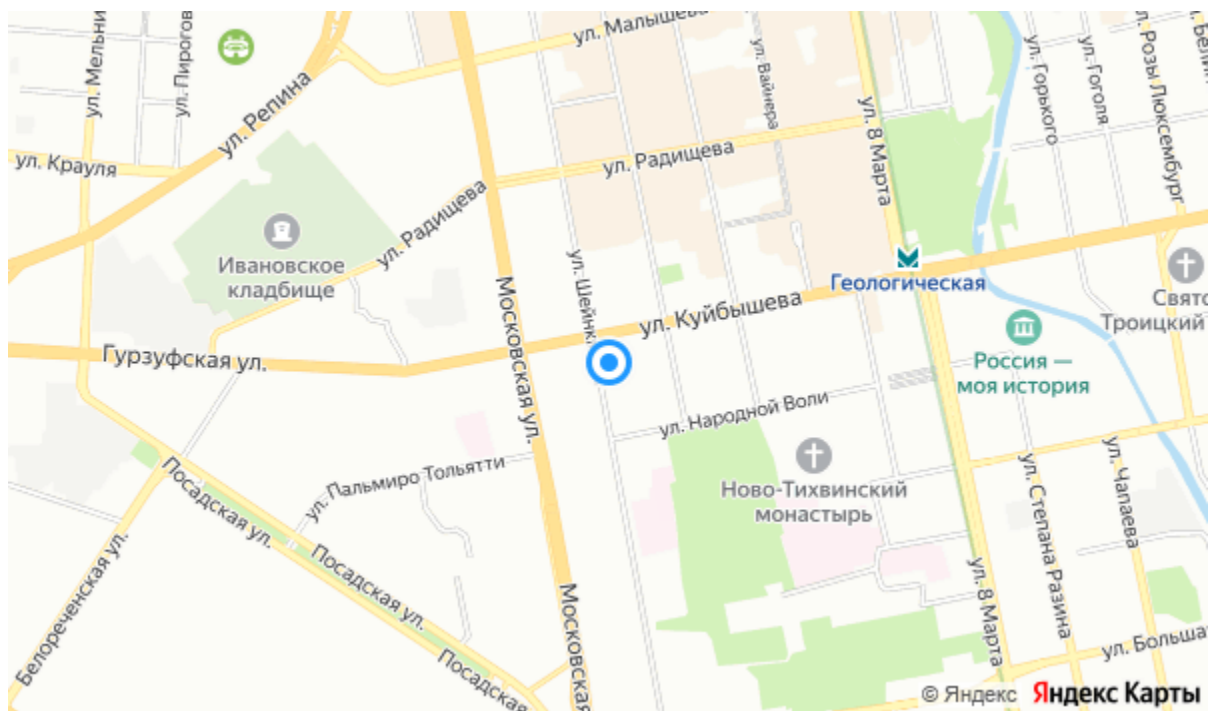 ул. Мельни
ул. Пирогов
ул. Репина
ул. Малышева
ул. Вайнера
ул. 8 Марта
ул. Горького
ул. Гоголя
ул. Розы Люксембург
ул. Бели
ул. Крауля
ул. Радищева
ул. Радищева
Ивановское
кладбище
Московская ул.
ул. Шейнк
ул. Куйбышева
Геологическая
Свято
Троицкий
Гурзуфская ул.
Россия —
моя история
ул. Народной Воли
ул. Пальмиро Тольятти
Ново-Тихвинский
монастырь
Посадская ул.
Посадская ул.
Посадская
Белореченская ул.
Московская
ул. 8 Марта
ул. Степана Разина
ул. Чапаева
ул. Большая
© Яндекс Яндекс Карты